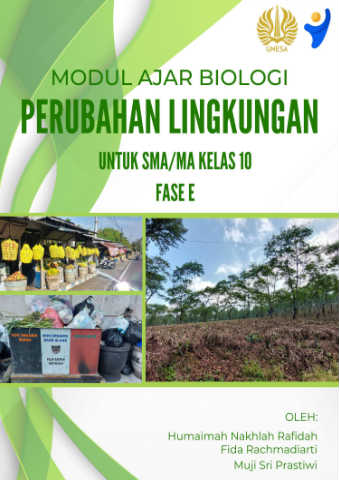 UNESA
MODUL AJAR BIOLOGI
PERUBAHAN LINGKUNGAN
UNTUK SMA/MA KELAS 10
FASE E
OLEH:
Humaimah Nakhlah Rafidah
Fida Rachmadiarti
Muji Sri Prastiwi